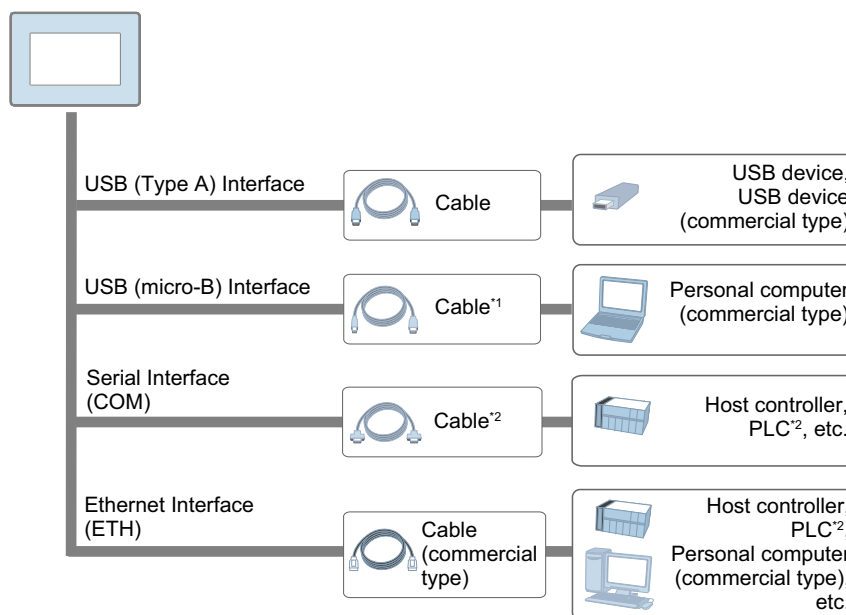 USB (Type A) Interface
Cable
USB device,
USB device
(commercial type)
USB (micro-B) Interface
Cable*1
Personal computer
(commercial type)
Serial Interface
(COM)
Cable*2
Host controller,
PLC*2, etc.
Ethernet Interface
(ETH)
Cable
(commercial
type)
Host controller,
PLC*2,
Personal computer
(commercial type),
etc.